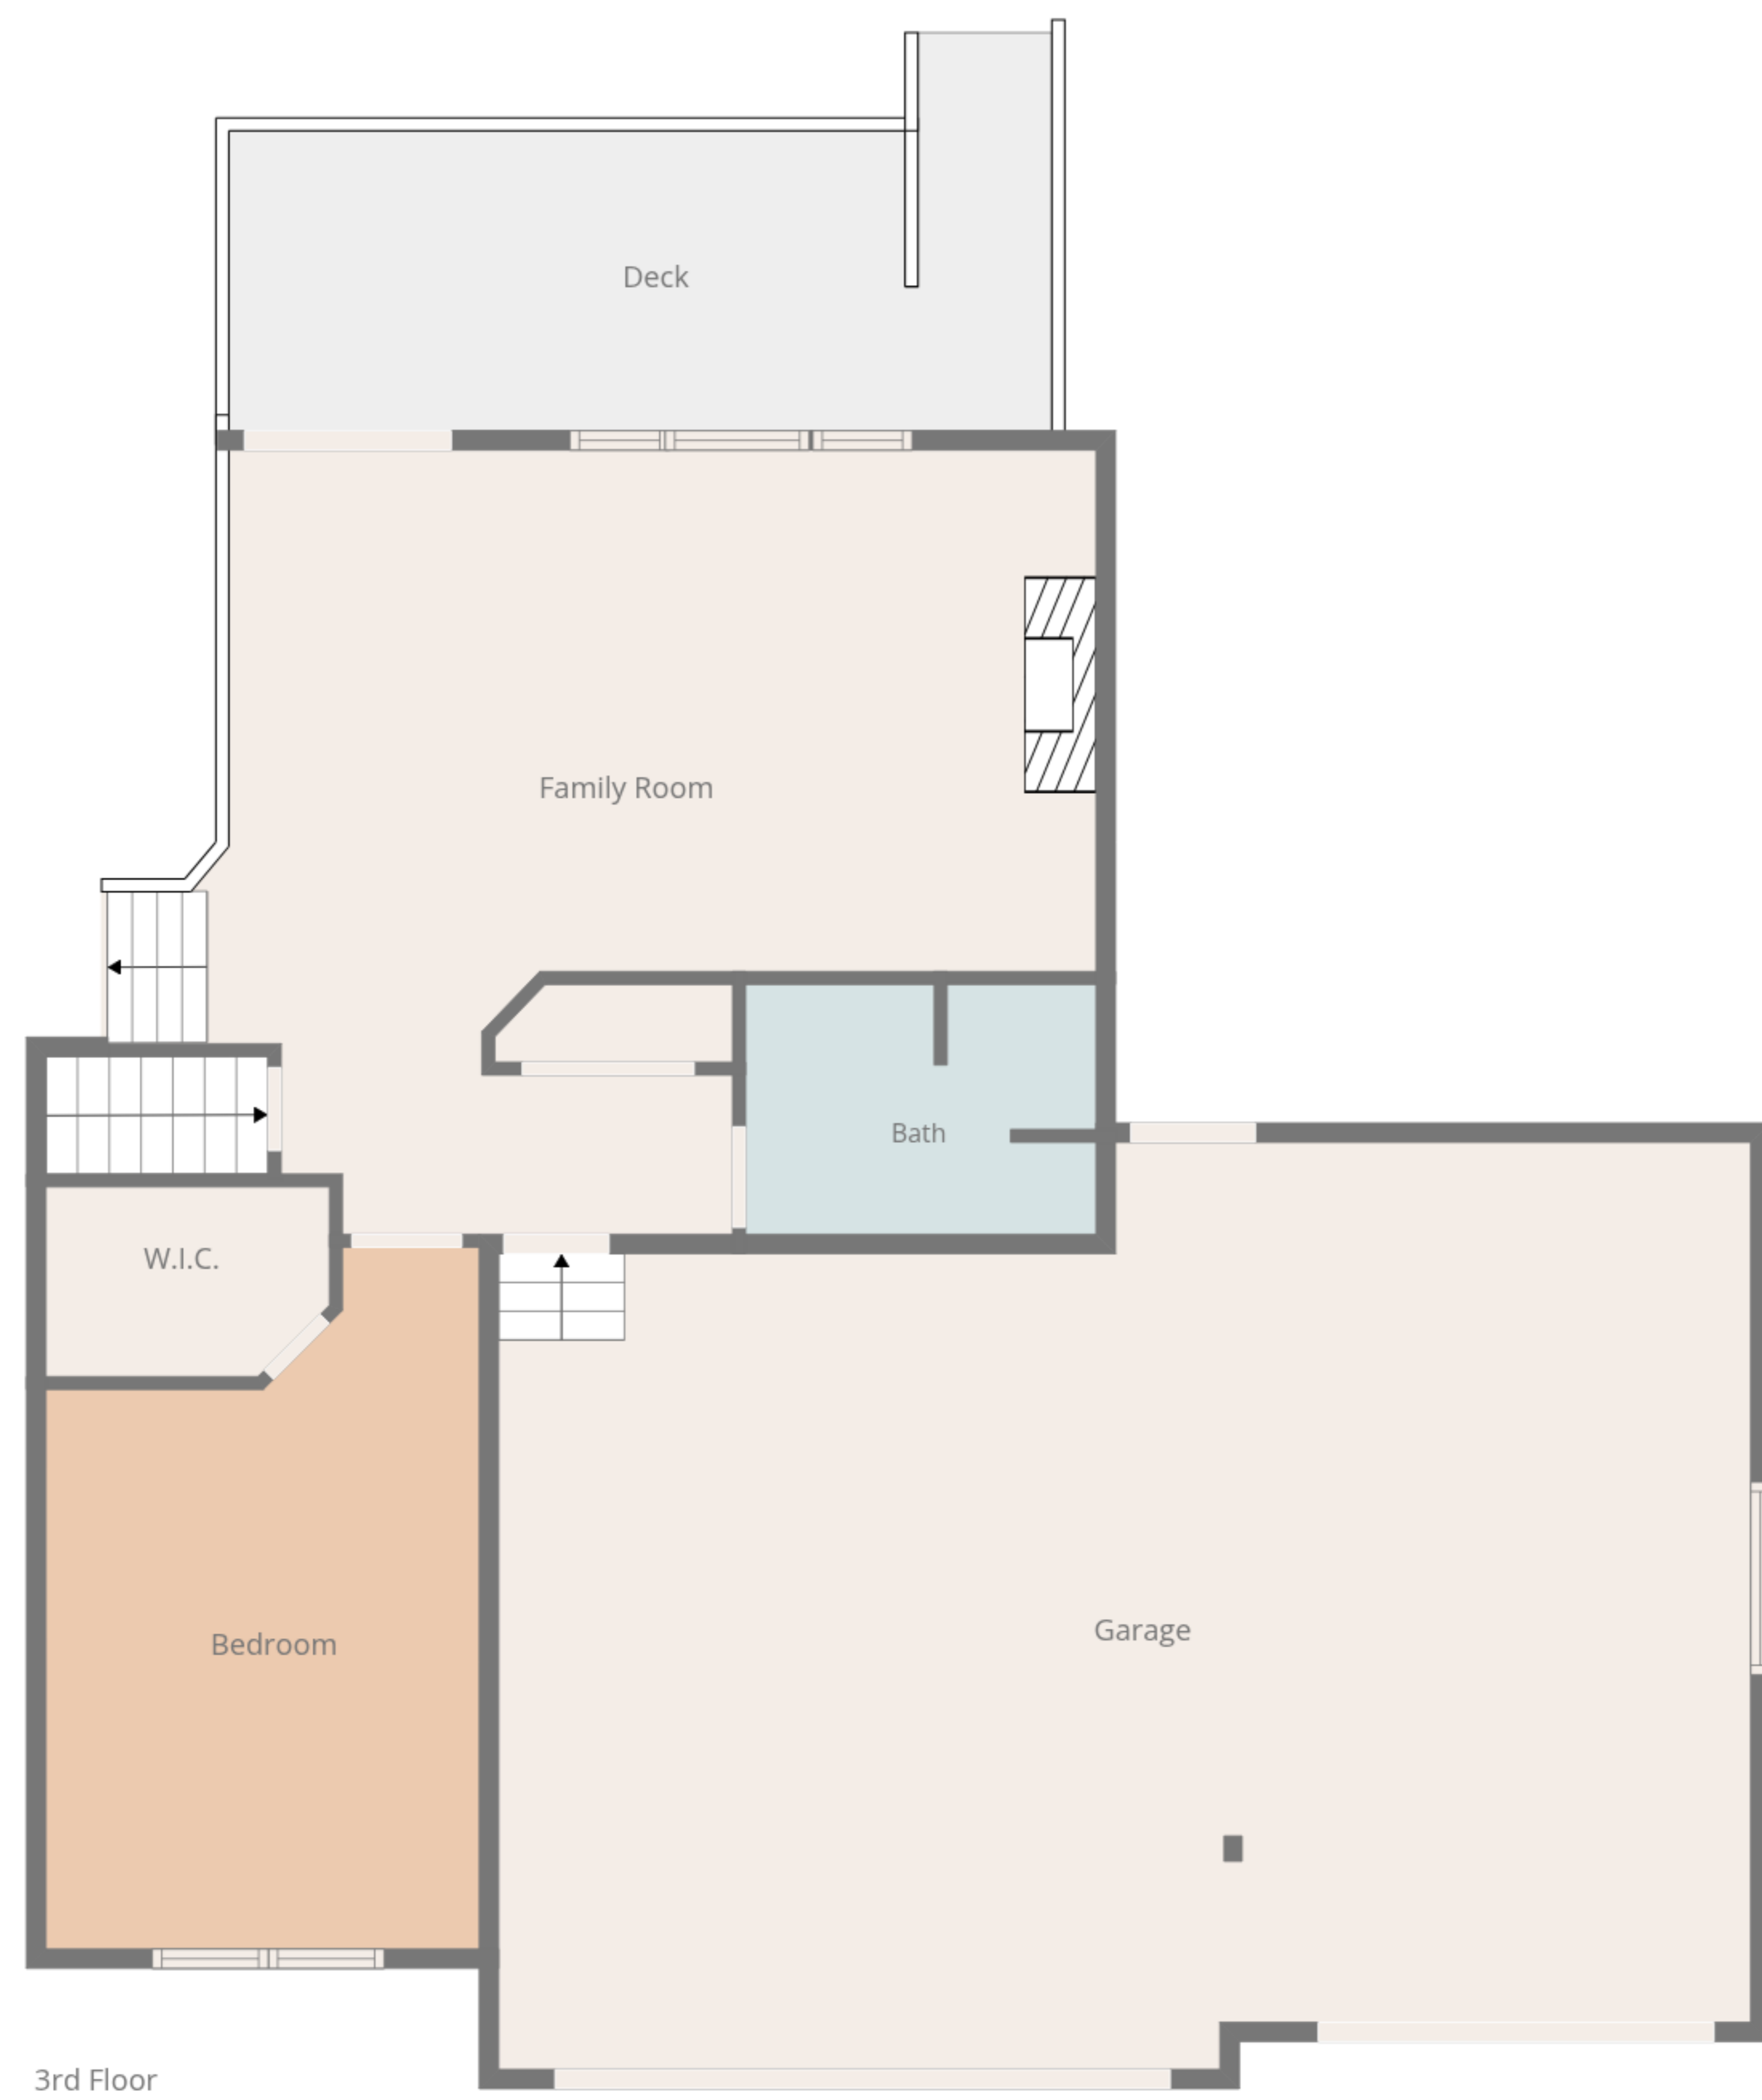 Deck
Family Room
Bath
W.I.C.
Garage
Bedroom
3rd Floor